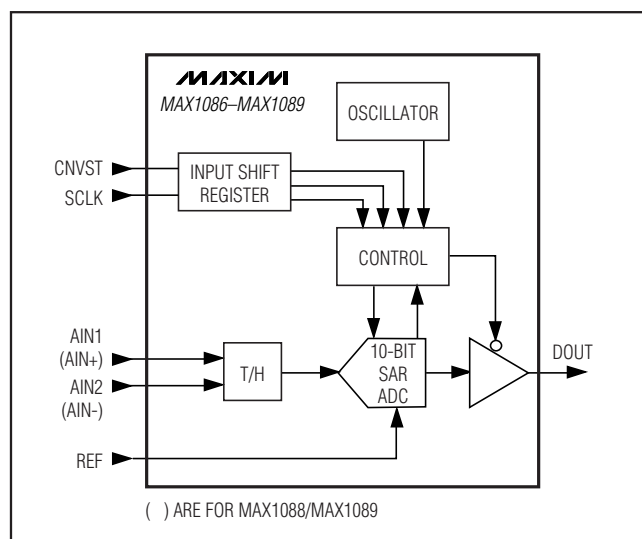 MAXIM
MAX1086–MAX1089
OSCILLATOR
CNVST
SCLK
INPUT SHIFT
REGISTER
CONTROL
AIN1
(AIN+)
AIN2
(AIN-)
T/H
10-BIT
SAR
ADC
DOUT
REF
( ) ARE FOR MAX1088/MAX1089